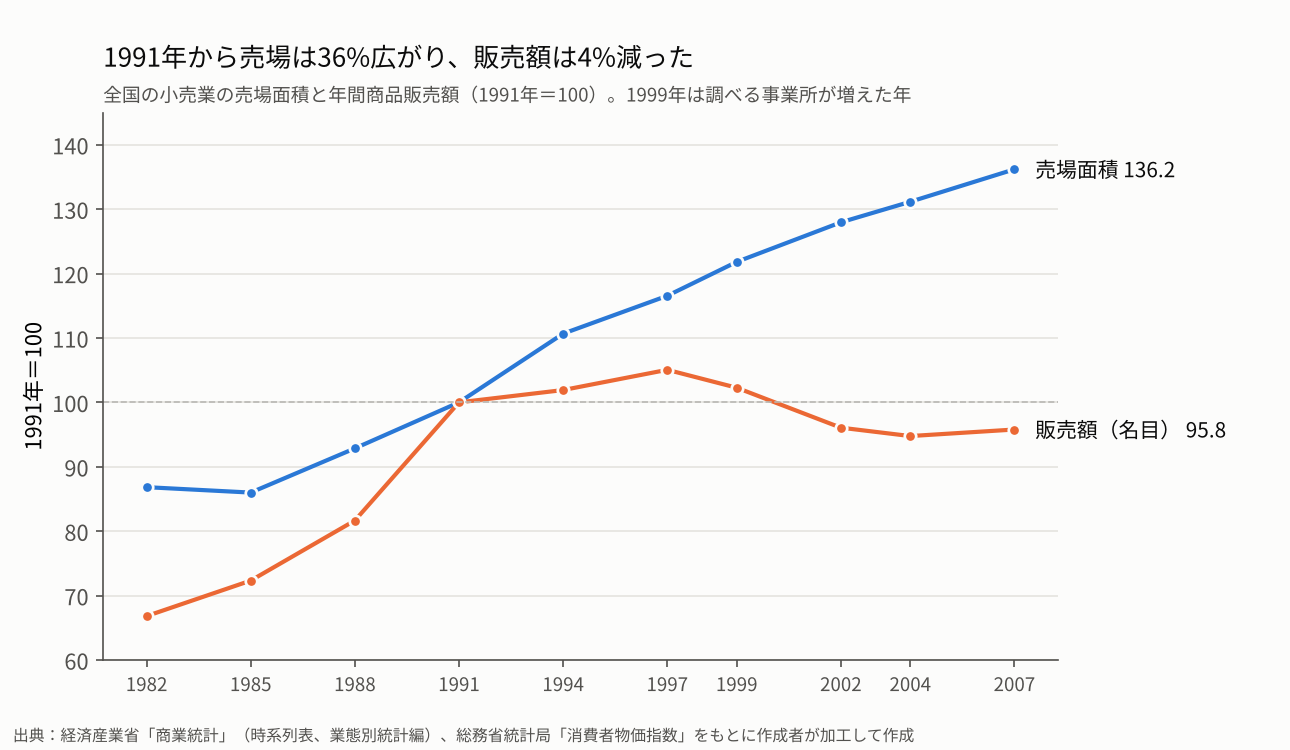 1991年から売場は36%広がり、販売額は4%減った
全国の小売業の売場面積と年間商品販売額（1991年＝100）。1999年は調べる事業所が増えた年
1991年＝100
140
130
120
110
100
90
80
70
60
売場面積 136.2
販売額（名目） 95.8
1982 1985 1988 1991 1994 1997 1999 2002 2004 2007
出典：経済産業省「商業統計」（時系列表、業態別統計編）、総務省統計局「消費者物価指数」をもとに作成者が加工して作成